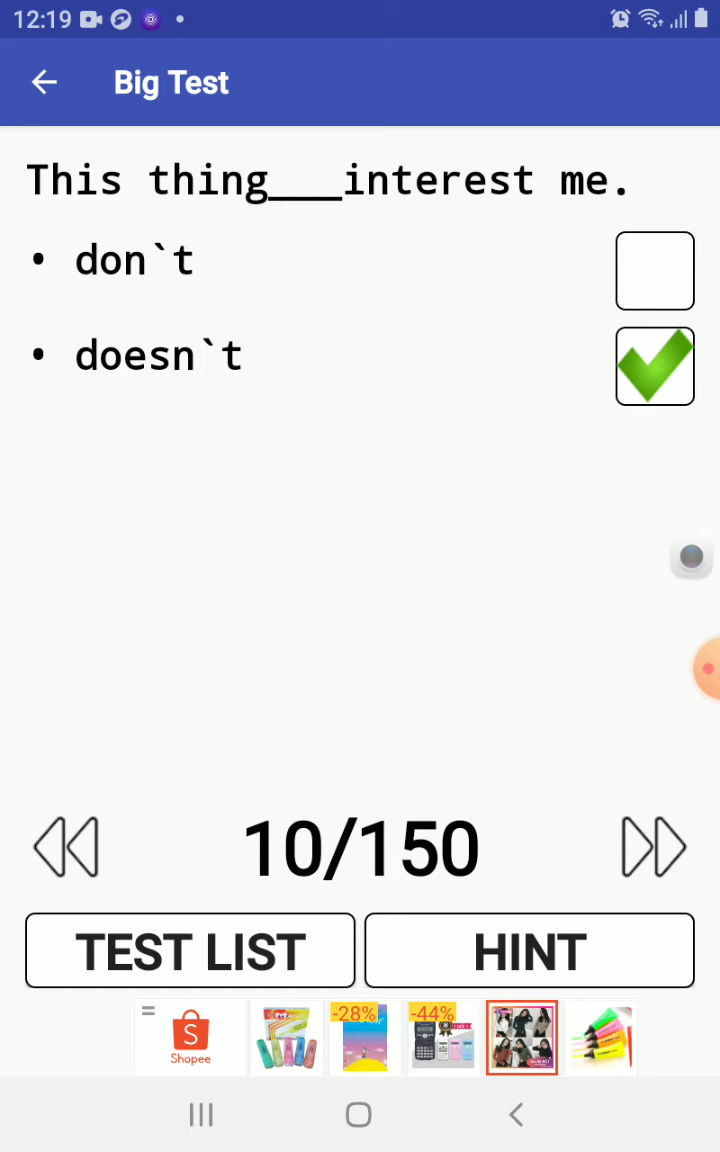 12:19
Big Test
This thing___interest me.
• don`t
• doesn`t
10/150
TEST LIST
HINT
-28%
-44%
Shopee